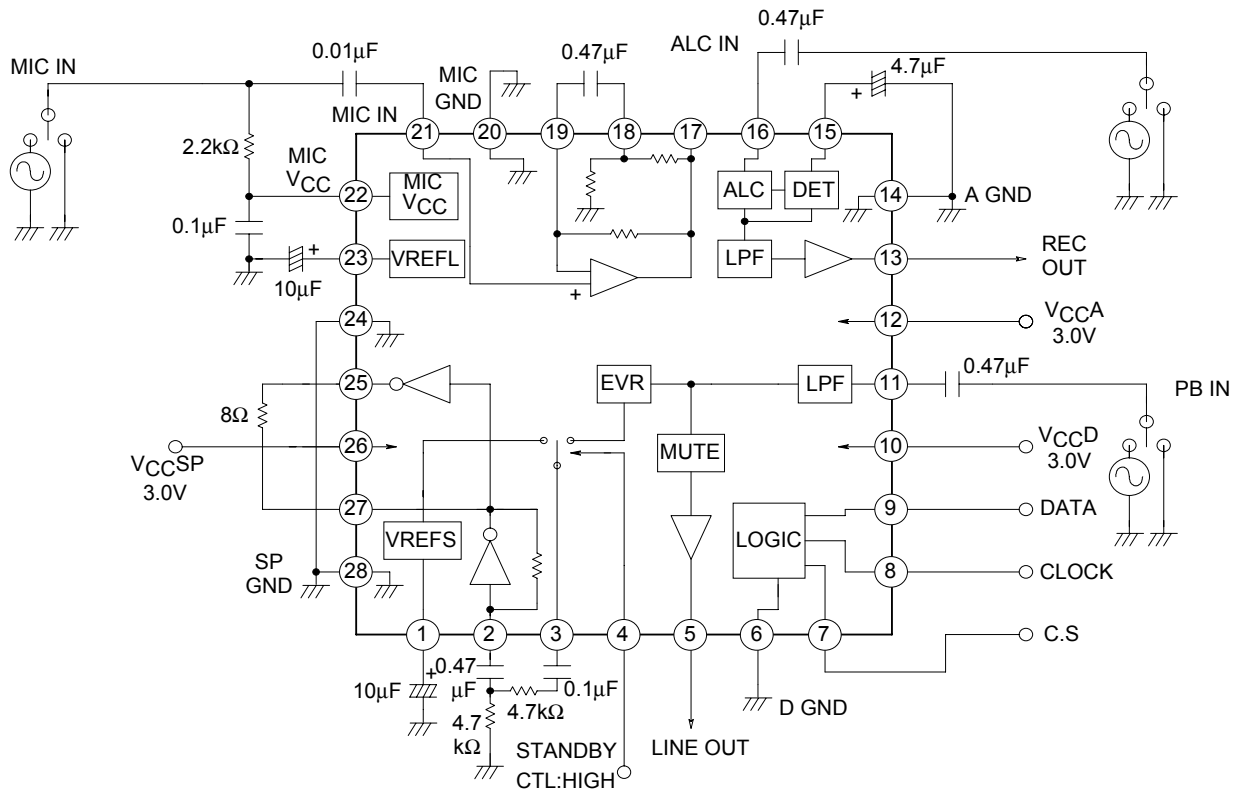 0.47µF
ALC IN
0.01µF
0.47µF
MIC IN
MIC
GND
4.7µF
+
MIC IN
21
20
19
18
17
16
15
2.2kΩ
MIC
VCC
22
MIC
VCC
ALC
DET
14
A GND
0.1µF
+
23
VREFL
LPF
13
REC
OUT
10µF
+
24
12
VCCA
3.0V
25
EVR
LPF
11
0.47µF
PB IN
8Ω
26
MUTE
10
VCCD
3.0V
VCCSP
3.0V
27
VREFS
LOGIC
9
DATA
SP
GND
28
8
CLOCK
1
2
3
4
5
6
7
C.S
+
10µF
0.47
µF
0.1µF
4.7kΩ
4.7
kΩ
D GND
STANDBY
CTL:HIGH
LINE OUT